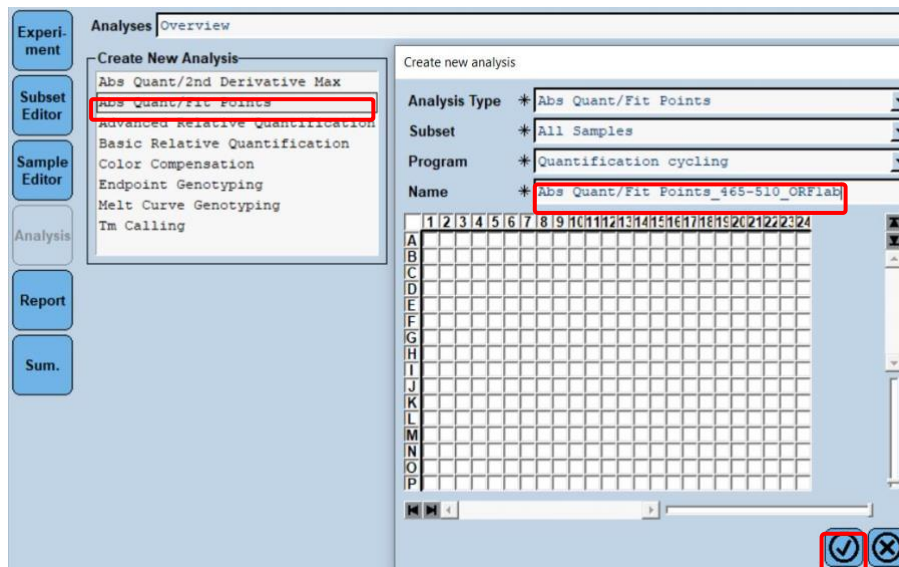 Experi-
ment
Subset
Editor
Sample
Editor
Analysis
Report
Sum.
Analyses Overview
Create New Analysis
Abs Quant/2nd Derivative Max
Abs Quant/Fit Points
Advanced Relative Quantification
Basic Relative Quantification
Color Compensation
Endpoint Genotyping
Melt Curve Genotyping
Tm Calling
Create new analysis
Analysis Type * Abs Quant/Fit Points
Subset * All Samples
Program * Quantification cycling
Name * Abs Quant/Fit Points_465-510_ORFlab
1 2 3 4 5 6 7 8 9 10 11 12 13 14 15 16 17 18 19 20 21 22 23 24
A
B
C
D
E
F
G
H
I
J
K
L
M
N
O
P